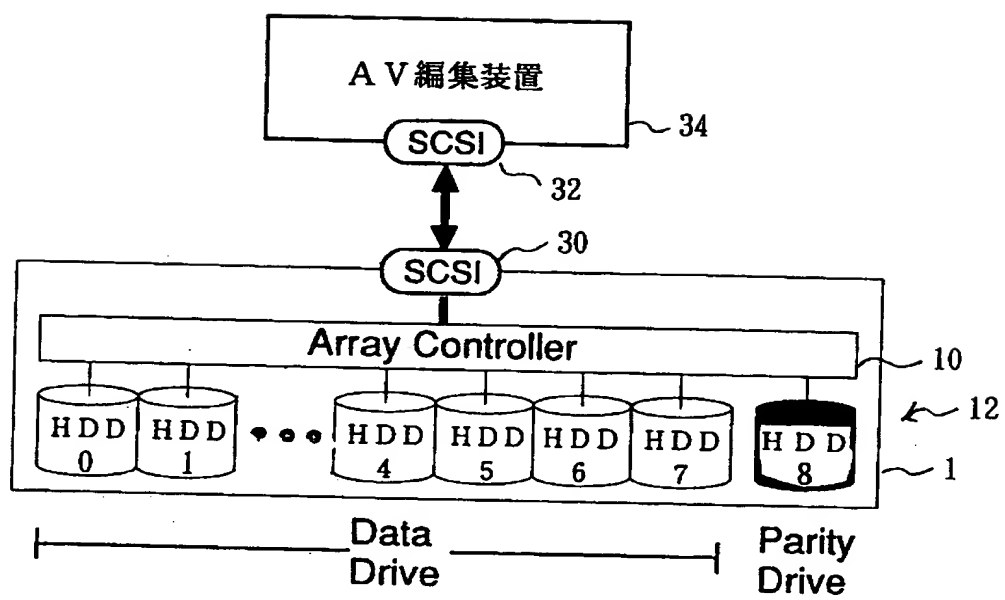 AV編集装置
34
SCSI
32
30
SCSI
Array Controller
10
12
HDD 0
HDD 1
HDD 4
HDD 5
HDD 6
HDD 7
HDD 8
1
Data Drive
Parity Drive